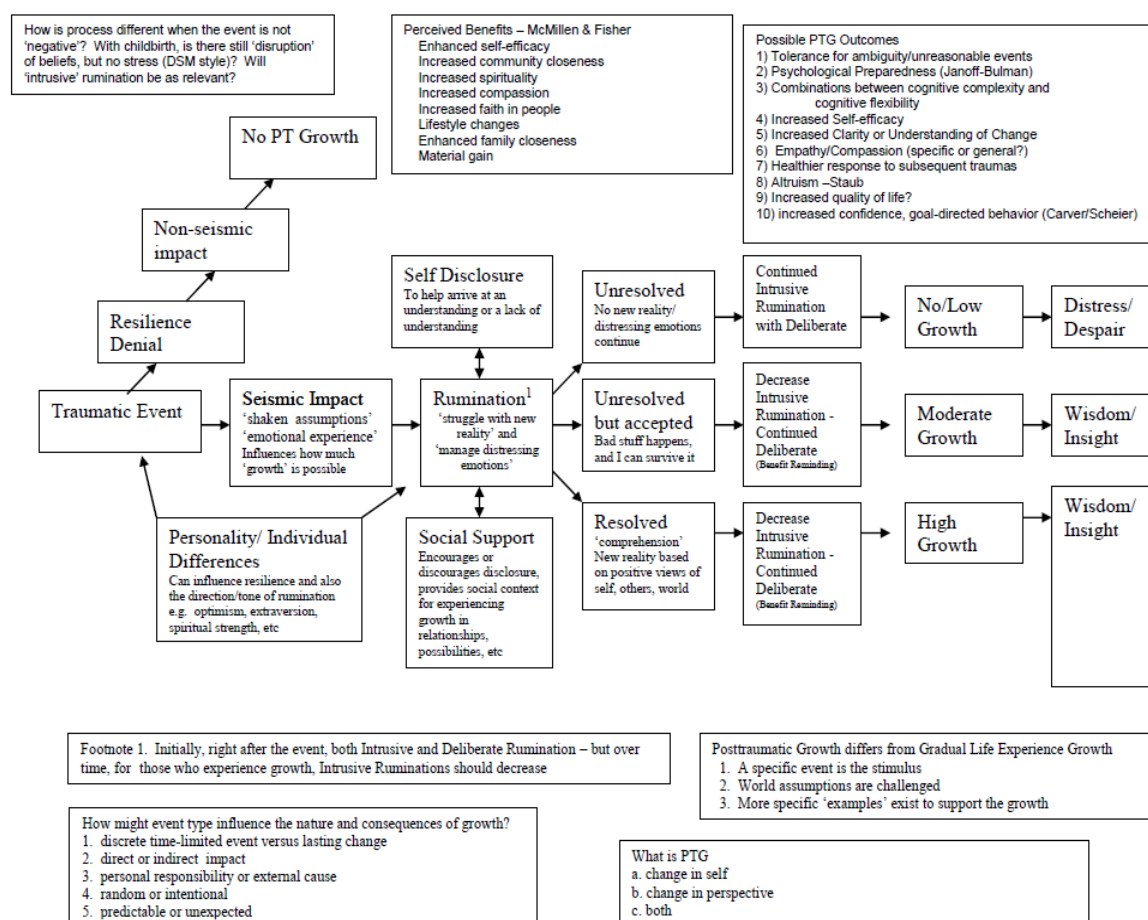 How is process different when the event is not
'negative'? With childbirth, is there still 'disruption'
of beliefs, but no stress (DSM style)? Will
'intrusive' rumination be as relevant?
Perceived Benefits – McMillen & Fisher
Enhanced self-efficacy
Increased community closeness
Increased spirituality
Increased compassion
Increased faith in people
Lifestyle changes
Enhanced family closeness
Material gain
Possible PTG Outcomes
1) Tolerance for ambiguity/unreasonable events
2) Psychological Preparedness (Janoff-Bulman)
3) Combinations between cognitive complexity and
cognitive flexibility
4) Increased Self-efficacy
5) Increased Clarity or Understanding of Change
6) Empathy/Compassion (specific or general?)
7) Healthier response to subsequent traumas
8) Altruism –Staub
9) Increased quality of life?
10) increased confidence, goal-directed behavior (Carver/Scheier)
No PT Growth
Non-seismic
impact
Resilience
Denial
Traumatic Event
Seismic Impact
'shaken assumptions'
'emotional experience'
Influences how much
'growth' is possible
Personality/ Individual
Differences
Can influence resilience and also
the direction/tone of rumination
e.g. optimism, extraversion,
spiritual strength, etc
Self Disclosure
To help arrive at an
understanding or a lack of
understanding
Rumination1
'struggle with new
reality' and
'manage distressing
emotions'
Social Support
Encourages or
discourages disclosure,
provides social context
for experiencing
growth in
relationships,
possibilities, etc
Unresolved
No new reality/
distressing emotions
continue
Continued
Intrusive
Rumination
with Deliberate
No/Low
Growth
Distress/
Despair
Unresolved
but accepted
Bad stuff happens,
and I can survive it
Decrease
Intrusive
Rumination -
Continued
Deliberate
(Benefit Reminding)
Moderate
Growth
Wisdom/
Insight
Resolved
'comprehension'
New reality based
on positive views of
self, others, world
Decrease
Intrusive
Rumination -
Continued
Deliberate
(Benefit Reminding)
High
Growth
Wisdom/
Insight
Footnote 1. Initially, right after the event, both Intrusive and Deliberate Rumination – but over
time, for those who experience growth, Intrusive Ruminations should decrease
Posttraumatic Growth differs from Gradual Life Experience Growth
1. A specific event is the stimulus
2. World assumptions are challenged
3. More specific 'examples' exist to support the growth
How might event type influence the nature and consequences of growth?
1. discrete time-limited event versus lasting change
2. direct or indirect impact
3. personal responsibility or external cause
4. random or intentional
5. predictable or unexpected
What is PTG
a. change in self
b. change in perspective
c. both